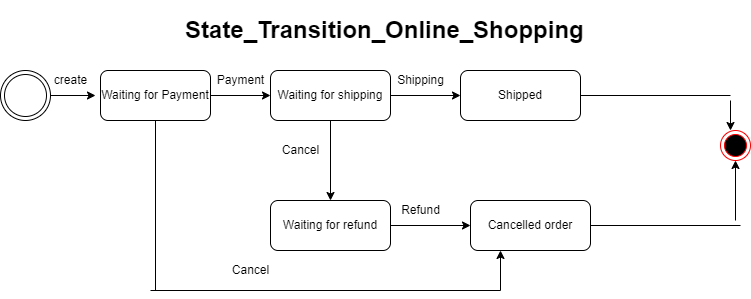 State_Transition_Online_Shopping
create
Payment
Shipping
Waiting for Payment
Waiting for shipping
Shipped
Cancel
Refund
Waiting for refund
Cancelled order
Cancel